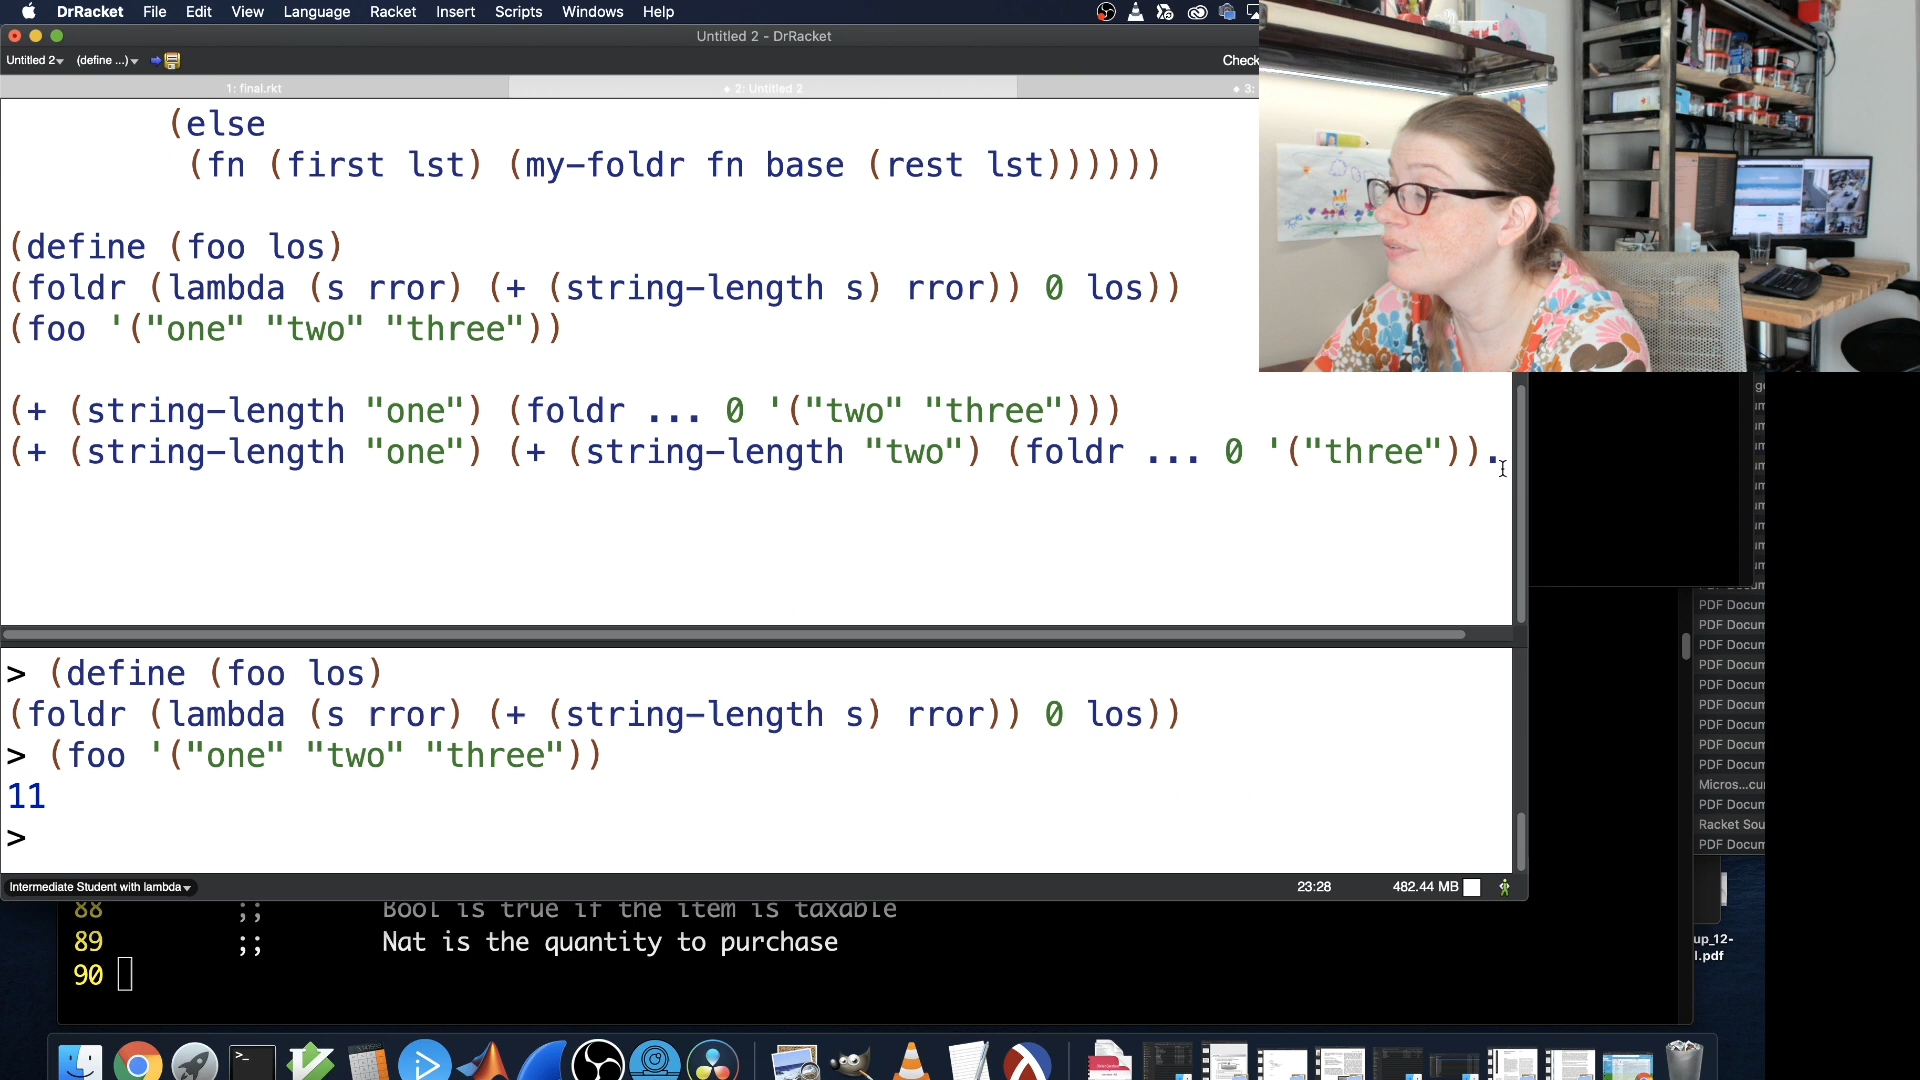 DrRacket File Edit View Language Racket Insert Scripts Windows Help
Untitled 2 - DrRacket
Untitled 2 (define ...) Check
1: final.rkt 2: Untitled 2 3:
(else
(fn (first lst) (my-foldr fn base (rest lst))))))
(define (foo los)
(foldr (lambda (s rror) (+ (string-length s) rror)) 0 los))
(foo '("one" "two" "three"))
(+ (string-length "one") (foldr ... 0 '("two" "three")))
(+ (string-length "one") (+ (string-length "two") (foldr ... 0 '("three")).
> (define (foo los)
(foldr (lambda (s rror) (+ (string-length s) rror)) 0 los))
> (foo '("one" "two" "three"))
11
>
Intermediate Student with lambda 23:28 482.44 MB
88 ;; Bool is true if the item is taxable
89 ;; Nat is the quantity to purchase
90
PDF Docum
PDF Docum
PDF Docum
PDF Docum
PDF Docum
PDF Docum
PDF Docum
PDF Docum
PDF Docum
Micros...cu
PDF Docum
Racket Sou
PDF Docum
up_12-
l.pdf